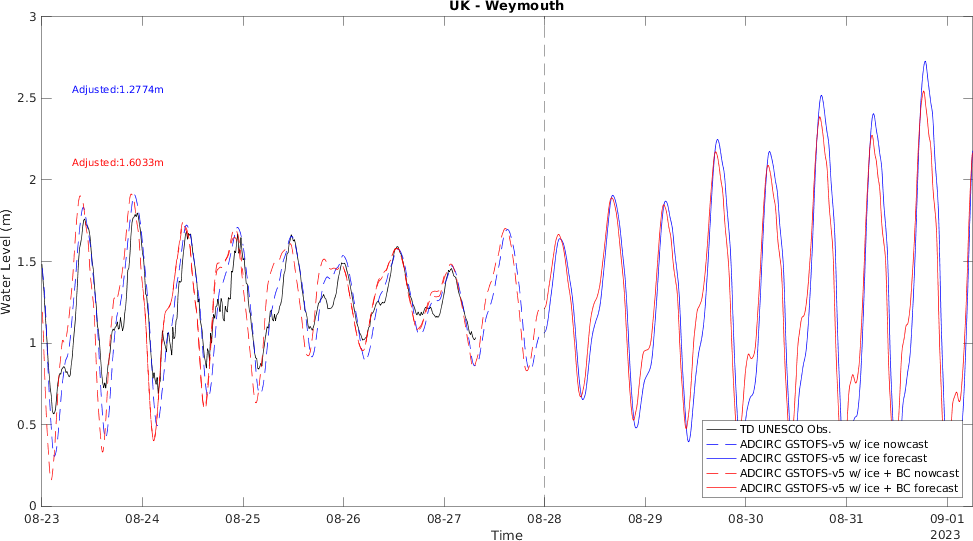 UK - Weymouth
3
2.5
2
1.5
1
0.5
0
Water Level (m)
Adjusted:1.2774m
Adjusted:1.6033m
TD UNESCO Obs.
ADCIRC GSTOFS-v5 w/ ice nowcast
ADCIRC GSTOFS-v5 w/ ice forecast
ADCIRC GSTOFS-v5 w/ ice + BC nowcast
ADCIRC GSTOFS-v5 w/ ice + BC forecast
08-23 08-24 08-25 08-26 08-27 08-28 08-29 08-30 08-31 09-01
2023
Time